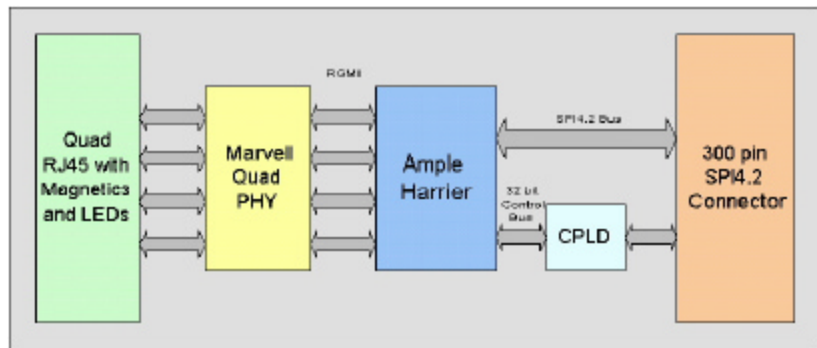 Quad
RJ45 with
Magnetics
and LEDs
Marvell
Quad
PHY
RGMII
Ample
Harrier
SPI4.2 Bus
32 bit
Control
Bus
CPLD
300 pin
SPI4.2
Connector